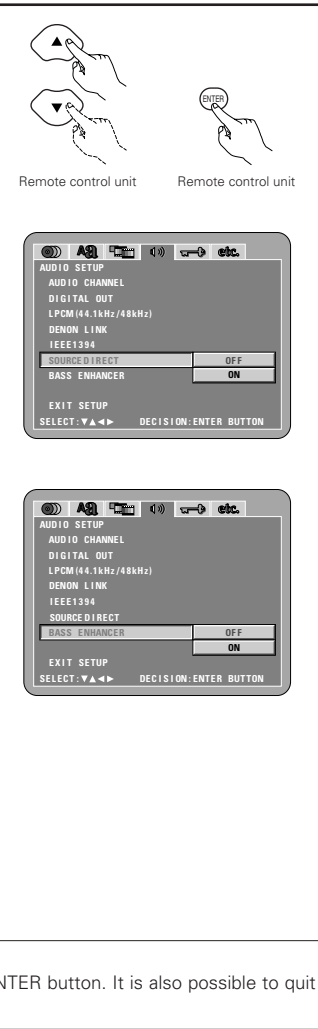 ENTER
Remote control unit Remote control unit
etc.
AUDIO SETUP
AUDIO CHANNEL
DIGITAL OUT
LPCM (44.1kHz/48kHz)
DENON LINK
IEEE1394
SOURCE DIRECT OFF
BASS ENHANCER ON
EXIT SETUP
SELECT:▼▲◄► DECISION:ENTER BUTTON
etc.
AUDIO SETUP
AUDIO CHANNEL
DIGITAL OUT
LPCM (44.1kHz/48kHz)
DENON LINK
IEEE1394
SOURCE DIRECT
BASS ENHANCER OFF
ON
EXIT SETUP
SELECT:▼▲◄► DECISION:ENTER BUTTON
NTER button. It is also possible to quit